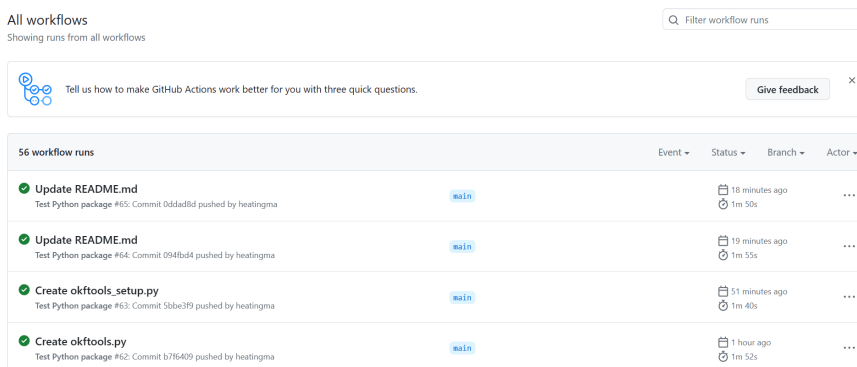 All workflows
Showing runs from all workflows
Filter workflow runs
Tell us how to make GitHub Actions work better for you with three quick questions.
Give feedback
56 workflow runs
Event
Status
Branch
Actor
Update README.md
main
18 minutes ago
Test Python package #65: Commit 0ddad8d pushed by heatingma
1m 50s
Update README.md
main
19 minutes ago
Test Python package #64: Commit 094fbd4 pushed by heatingma
1m 55s
Create okftools_setup.py
main
51 minutes ago
Test Python package #63: Commit 5bbe3f9 pushed by heatingma
1m 40s
Create okftools.py
main
1 hour ago
Test Python package #62: Commit b7f6409 pushed by heatingma
1m 52s